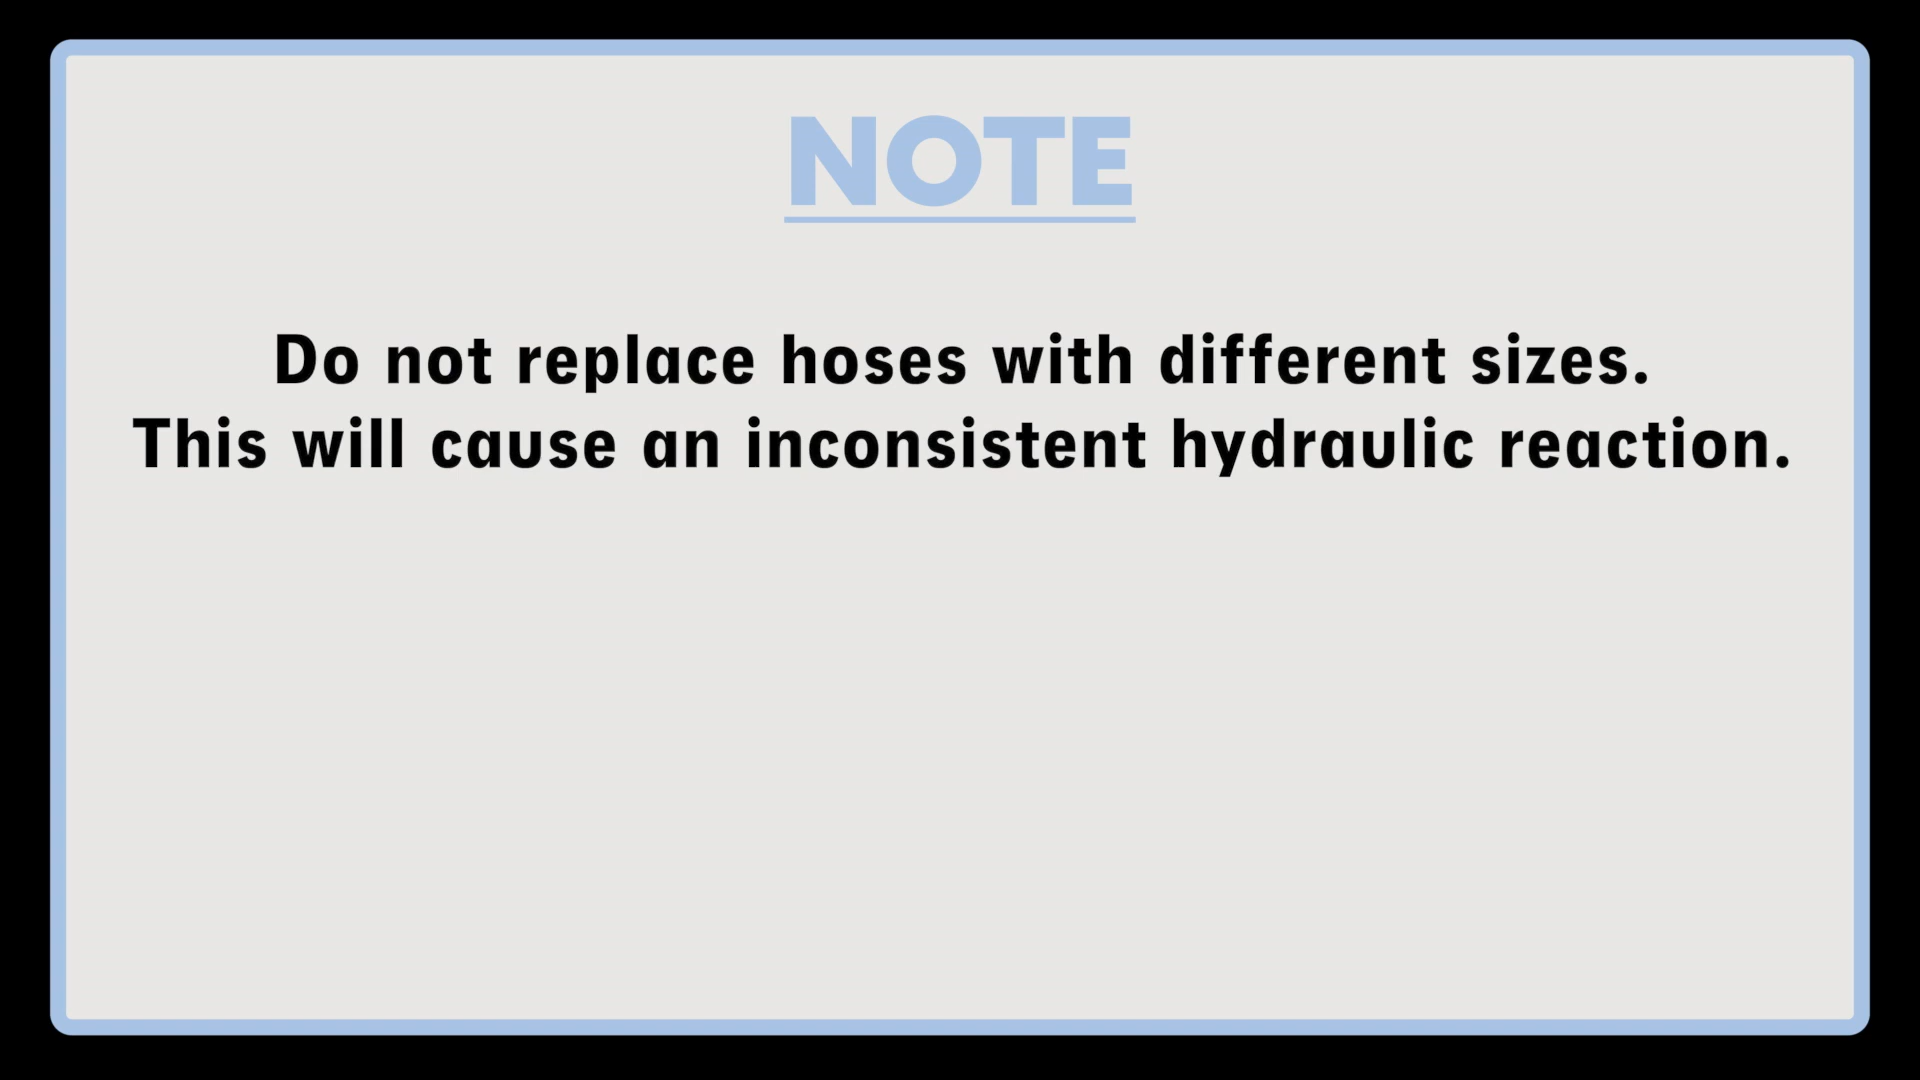 NOTE
Do not replace hoses with different sizes.
This will cause an inconsistent hydraulic reaction.